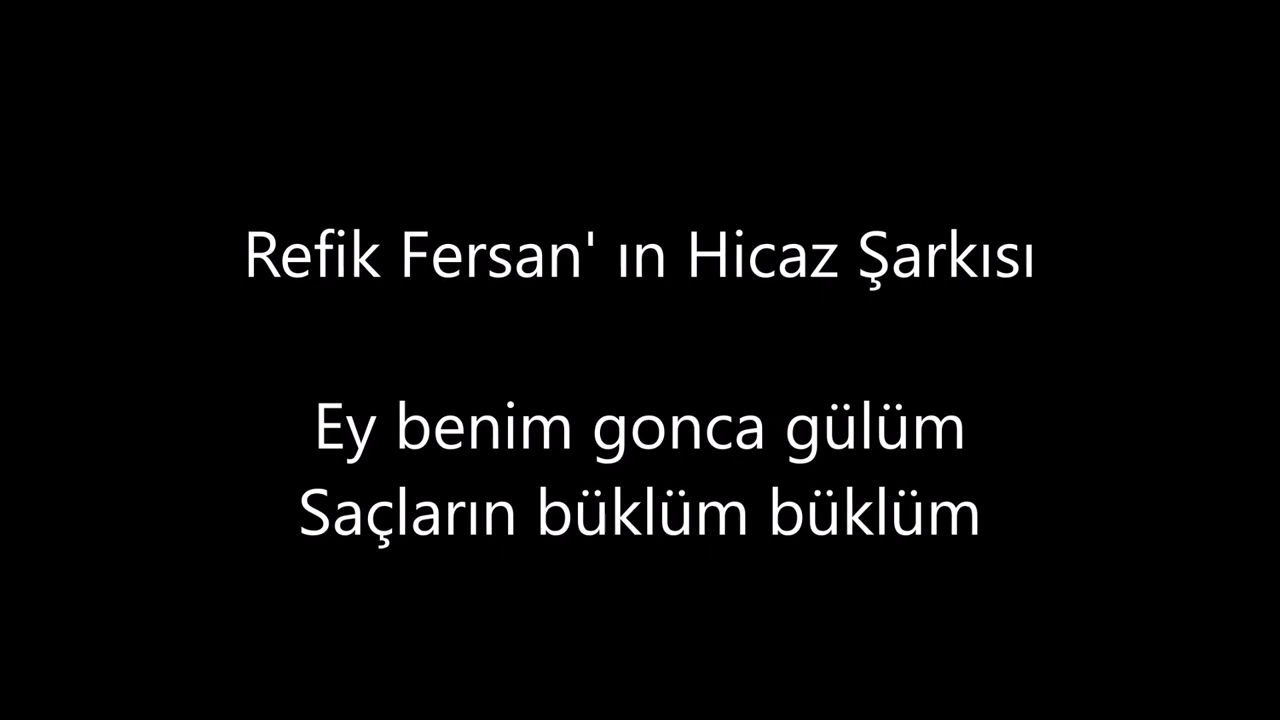 Refik Fersan' ın Hicaz Şarkısı
Ey benim gonca gülüm
Saçların büklüm büklüm